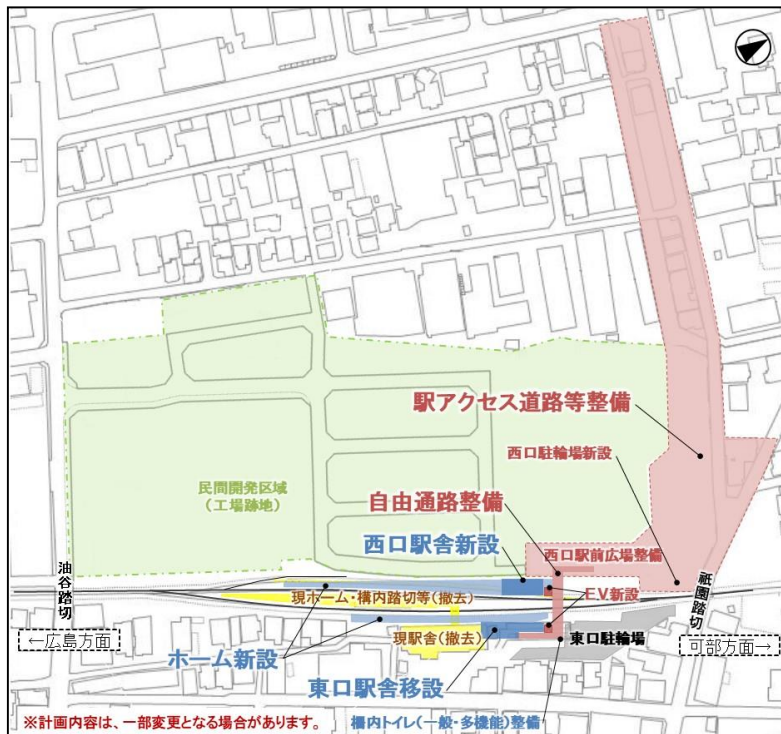 駅アクセス道路等整備
西口駐輪場新設
自由通路整備
民間開発区域
(工場跡地)
西口駅舎新設
西口駅前広場整備
油谷踏切
祇園踏切
現ホーム・構内踏切等(撤去)
E.V.新設
←広島方面
現駅舎(撤去)
東口駐輪場
可部方面→
ホーム新設
東口駅舎移設
※計画内容は、一部変更となる場合があります。
構内トイレ(一般・多機能)整備